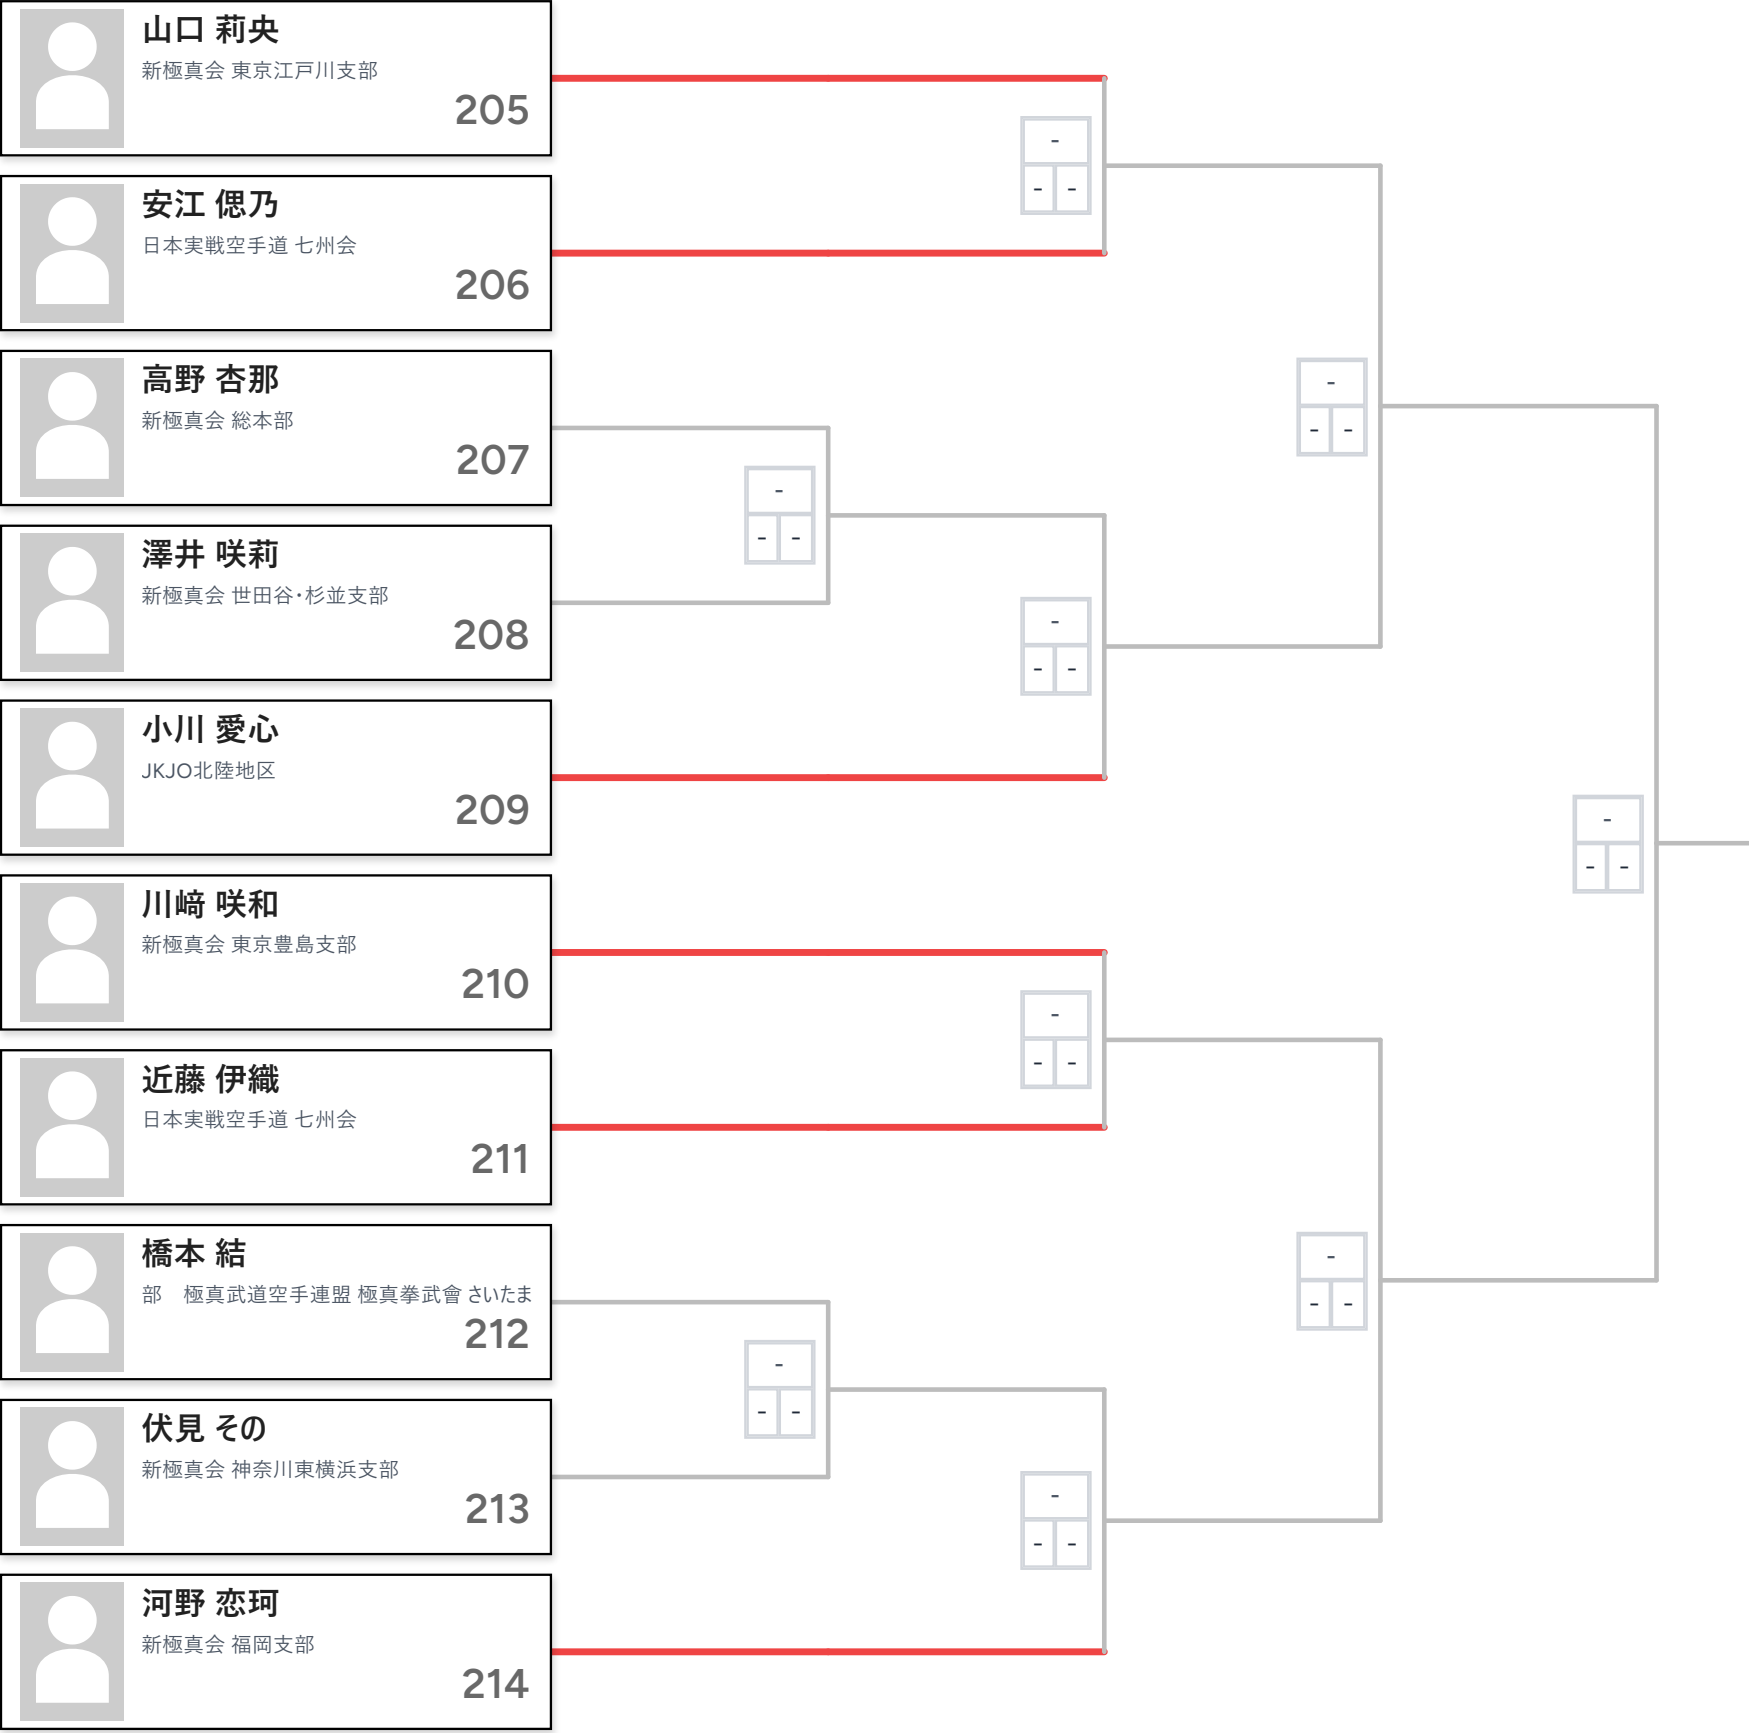 山口 莉央
新極真会 東京江戸川支部
205
-
- -
安江 偲乃
日本実戦空手道 七州会
206
高野 杏那
新極真会 総本部
207
-
- -
-
- -
澤井 咲莉
新極真会 世田谷・杉並支部
208
-
- -
小川 愛心
JKJO北陸地区
209
-
- -
川﨑 咲和
新極真会 東京豊島支部
210
-
- -
近藤 伊織
日本実戦空手道 七州会
211
橋本 結
部　極真武道空手連盟 極真拳武會 さいたま
212
-
- -
-
- -
伏見 その
新極真会 神奈川東横浜支部
213
-
- -
河野 恋珂
新極真会 福岡支部
214